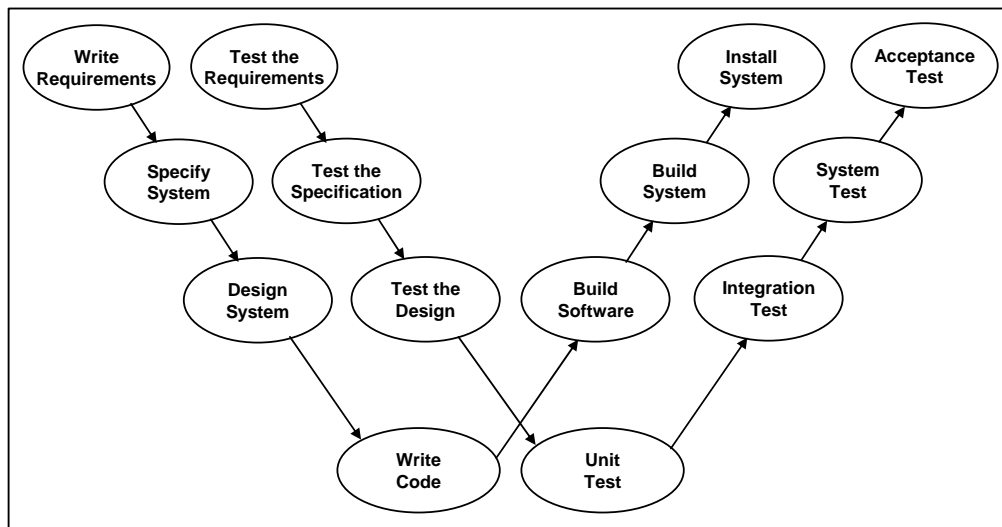 Write
Requirements
Test the
Requirements
Install
System
Acceptance
Test
Specify
System
Test the
Specification
Build
System
System
Test
Design
System
Test the
Design
Build
Software
Integration
Test
Write
Code
Unit
Test